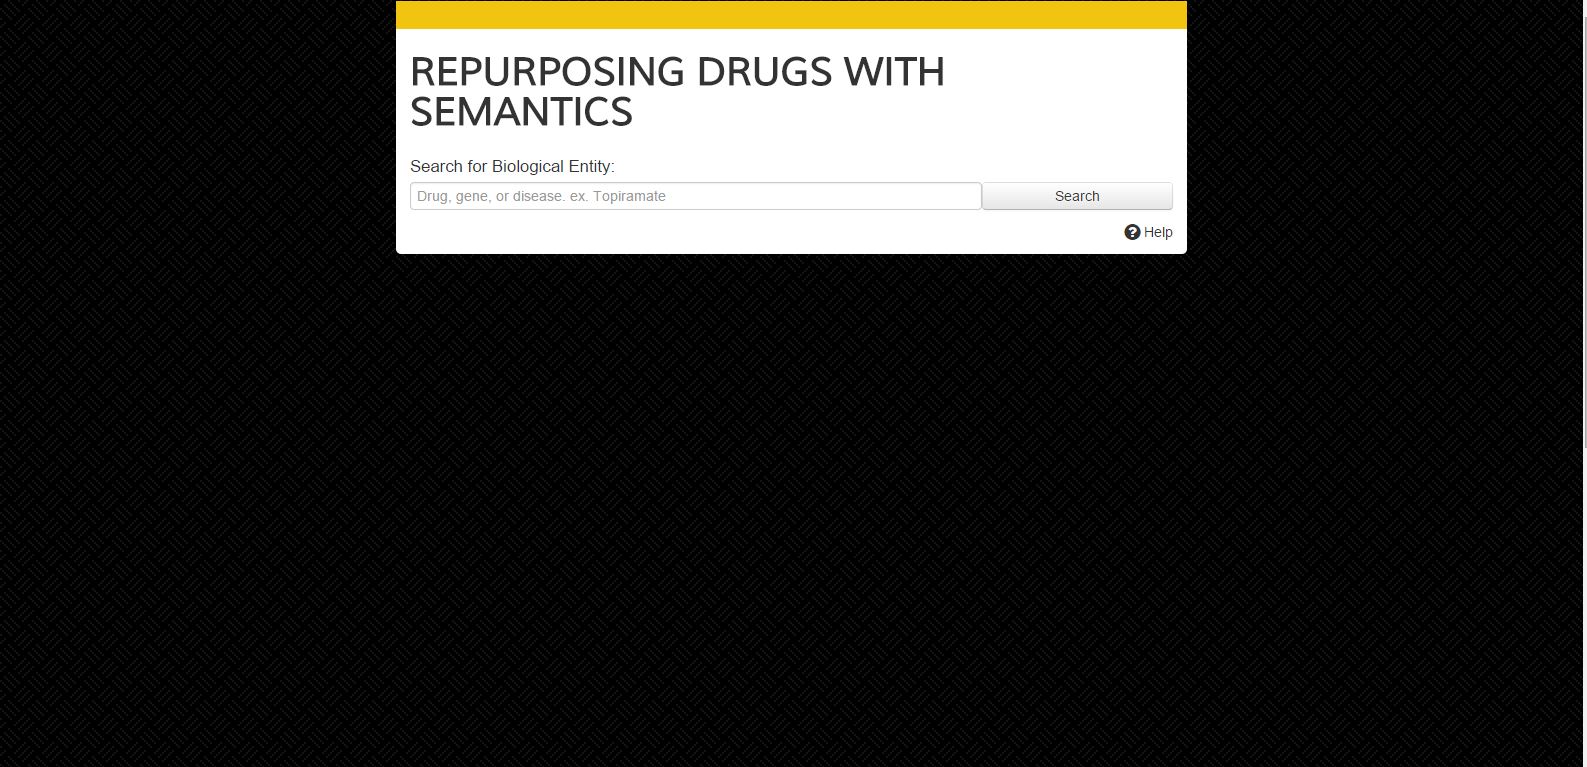 REPURPOSING DRUGS WITH
SEMANTICS
Search for Biological Entity:
Drug, gene, or disease. ex. Topiramate
Search
Help